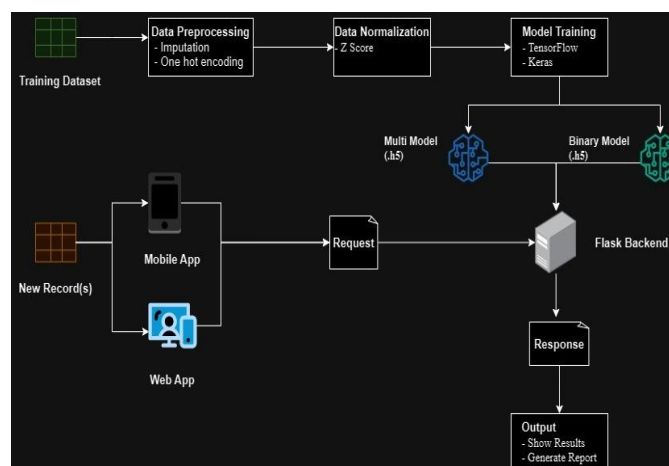 Data Preprocessing
- Imputation
- One hot encoding
Data Normalization
- Z Score
Model Training
- TensorFlow
- Keras
Training Dataset
Multi Model
(.h5)
Binary Model
(.h5)
Mobile App
Request
Flask Backend
New Record(s)
Response
Web App
Output
- Show Results
- Generate Report